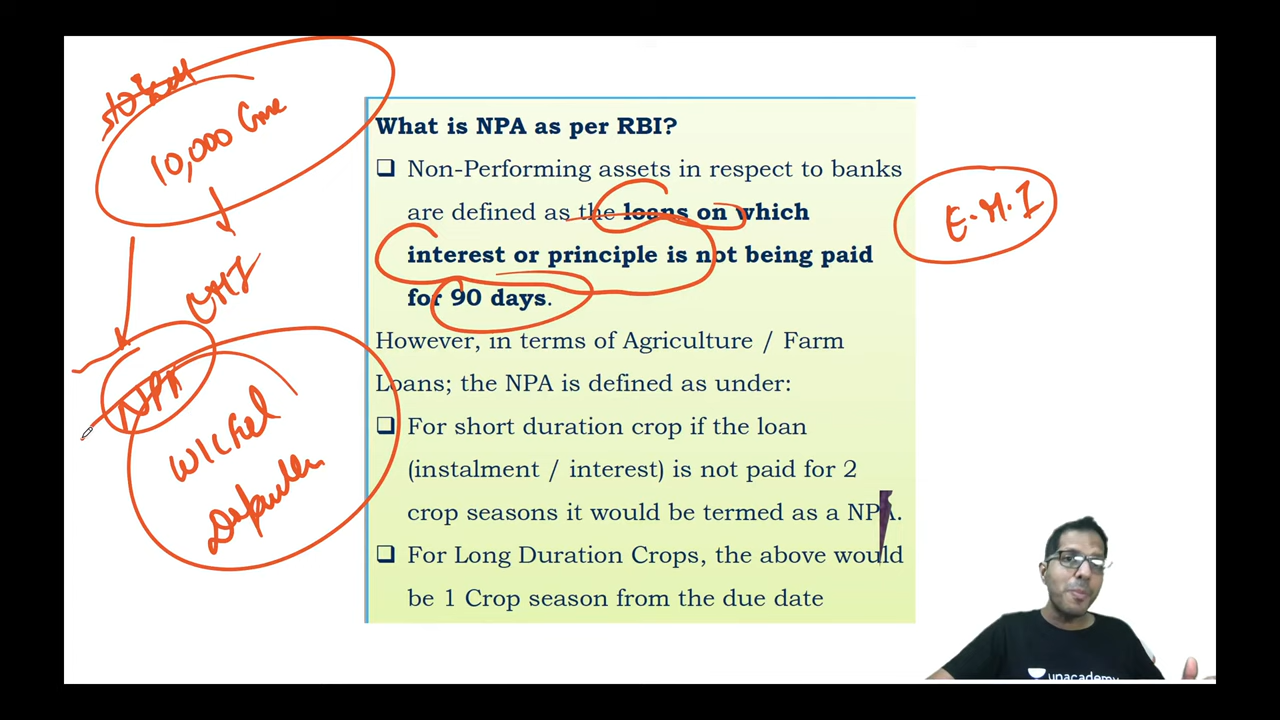 10,000 Crore
EMI
NPA
Wilful
Defaulter
What is NPA as per RBI?
❑ Non-Performing assets in respect to banks
are defined as the loans on which
interest or principle is not being paid
for 90 days.
However, in terms of Agriculture / Farm
Loans; the NPA is defined as under:
❑ For short duration crop if the loan
(instalment / interest) is not paid for 2
crop seasons it would be termed as a NPA.
❑ For Long Duration Crops, the above would
be 1 Crop season from the due date
E.M.I
unacademy